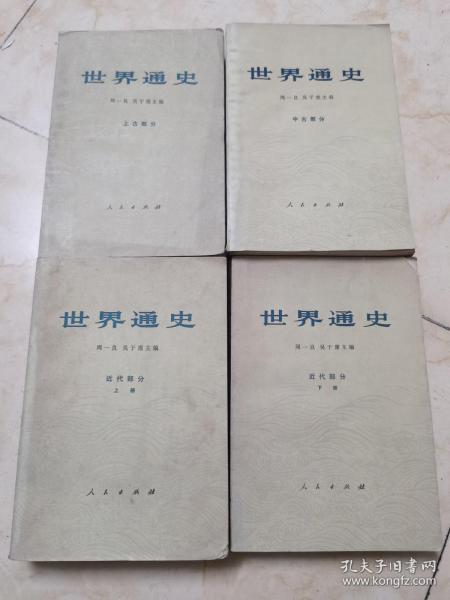 世界通史
周一良 吴于廑主编
上古部分
人民出版社
世界通史
周一良 吴于廑主编
中古部分
人民出版社
世界通史
周一良 吴于廑主编
近代部分
上册
人民出版社
世界通史
周一良 吴于廑主编
近代部分
下册
人民出版社
孔夫子旧书网
www.kongfz.com